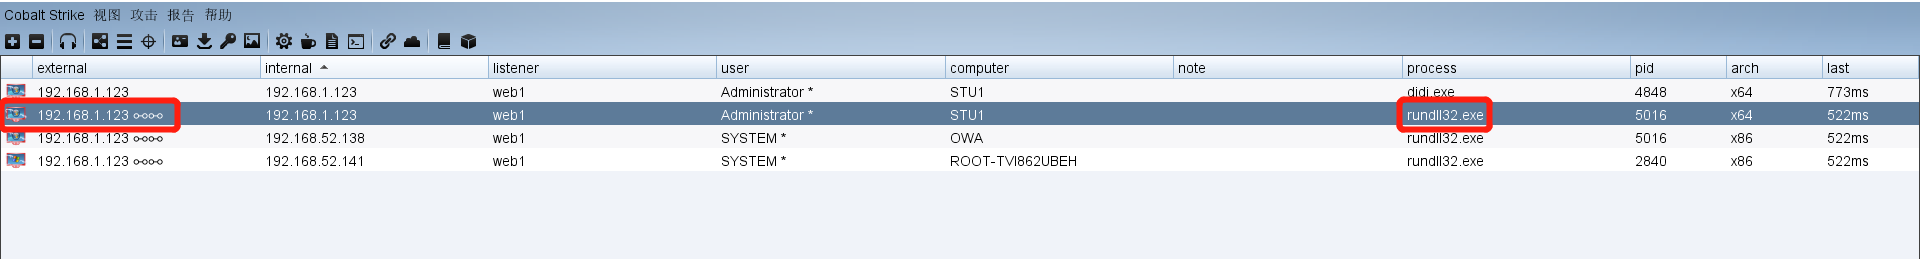 Cobalt Strike 视图 攻击 报告 帮助
external internal listener user computer note process pid arch last
192.168.1.123 192.168.1.123 web1 Administrator * STU1 didi.exe 4848 x64 773ms
192.168.1.123 192.168.1.123 web1 Administrator * STU1 rundll32.exe 5016 x64 522ms
192.168.1.123 192.168.52.138 web1 SYSTEM * OWA rundll32.exe 5016 x86 522ms
192.168.1.123 192.168.52.141 web1 SYSTEM * ROOT-TVI862UBEH rundll32.exe 2840 x86 522ms